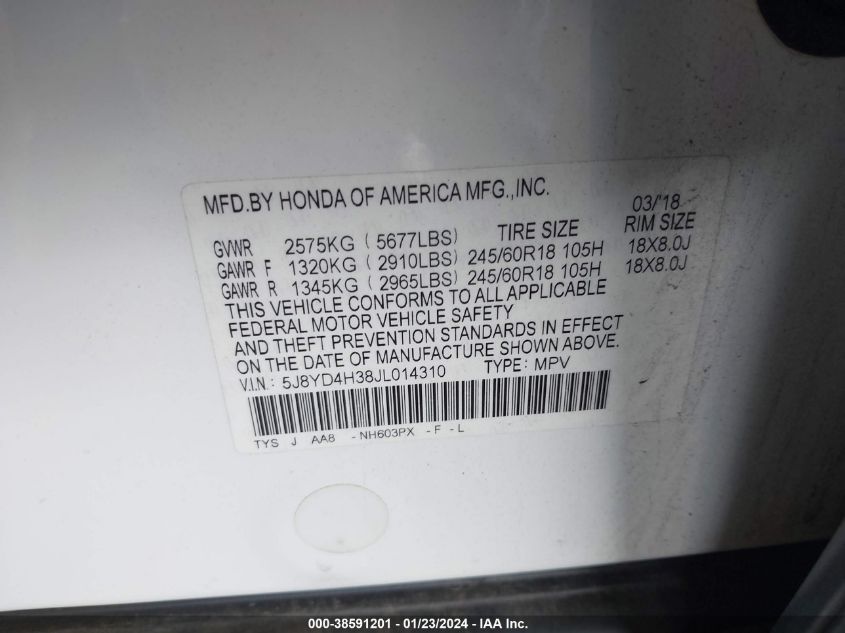 MFD.BY HONDA OF AMERICA MFG.,INC. 03/'18
GVWR 2575KG ( 5677LBS) TIRE SIZE RIM SIZE
GAWR F 1320KG ( 2910LBS) 245/60R18 105H 18X8.0J
GAWR R 1345KG ( 2965LBS) 245/60R18 105H 18X8.0J
THIS VEHICLE CONFORMS TO ALL APPLICABLE
FEDERAL MOTOR VEHICLE SAFETY
AND THEFT PREVENTION STANDARDS IN EFFECT
ON THE DATE OF MANUFACTURE SHOWN ABOVE.
V.I.N.: 5J8YD4H38JL014310 TYPE: MPV
TYS J AA8 -NH603PX -F -L
000-38591201 - 01/23/2024 - IAA Inc.